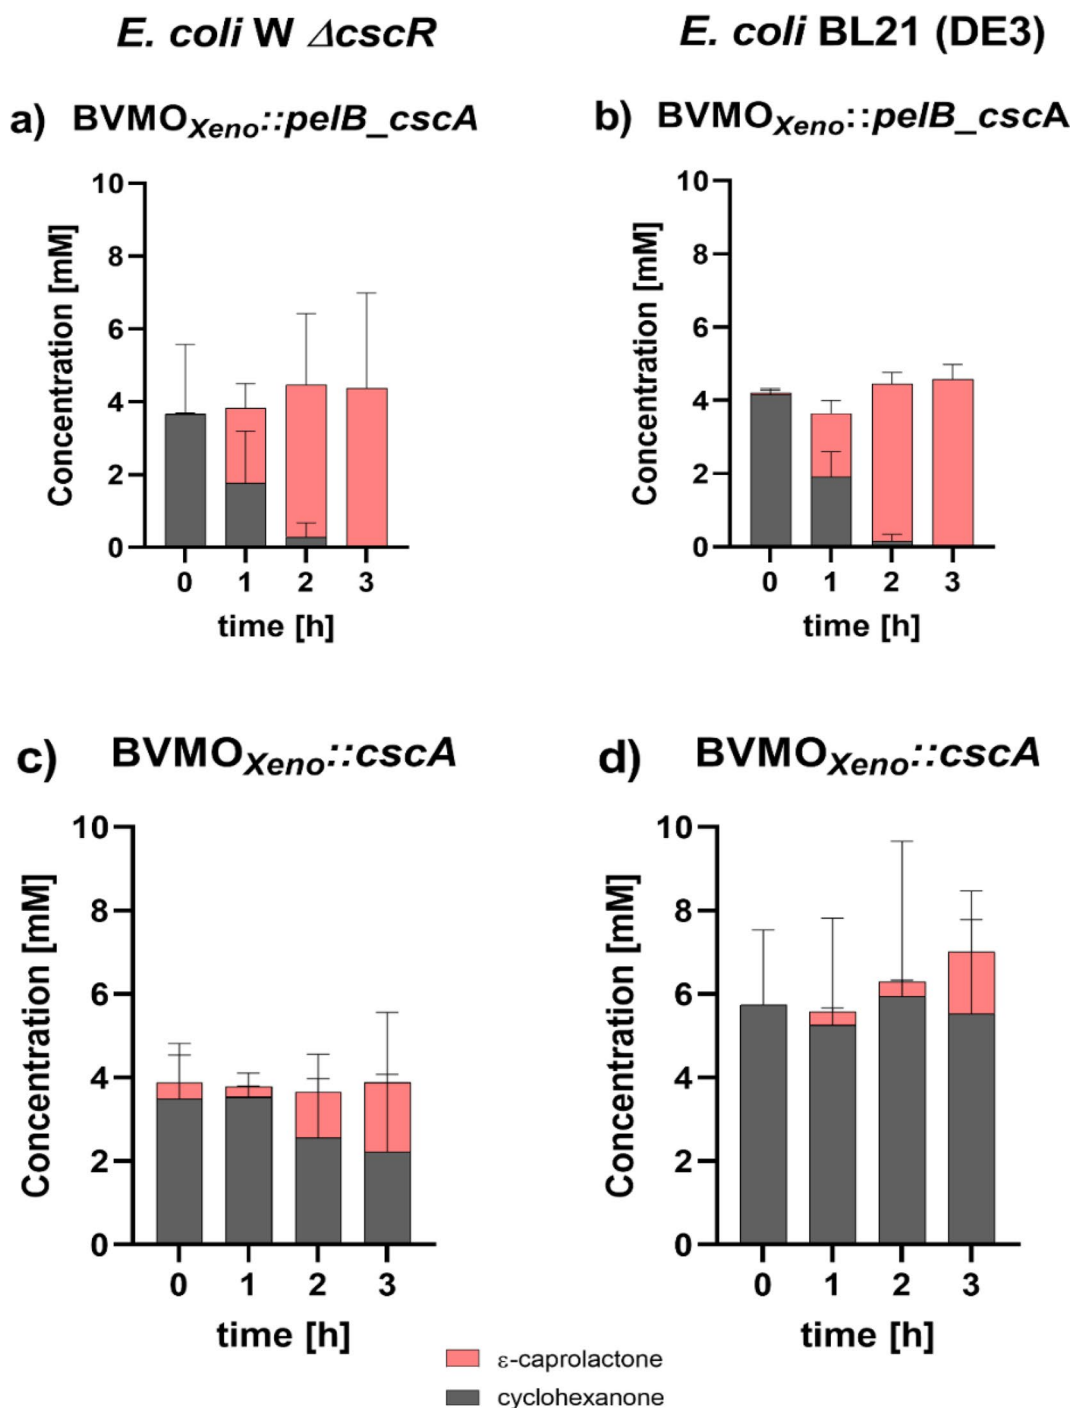 E. coli W ΔcscR
E. coli BL21 (DE3)
a) BVMOXeno::pelB_cscA
b) BVMOXeno::pelB_cscA
10
8
6
4
2
0
Concentration [mM]
0 1 2 3
time [h]
10
8
6
4
2
0
Concentration [mM]
0 1 2 3
time [h]
c) BVMOXeno::cscA
d) BVMOXeno::cscA
10
8
6
4
2
0
Concentration [mM]
0 1 2 3
time [h]
10
8
6
4
2
0
Concentration [mM]
0 1 2 3
time [h]
ε-caprolactone
cyclohexanone